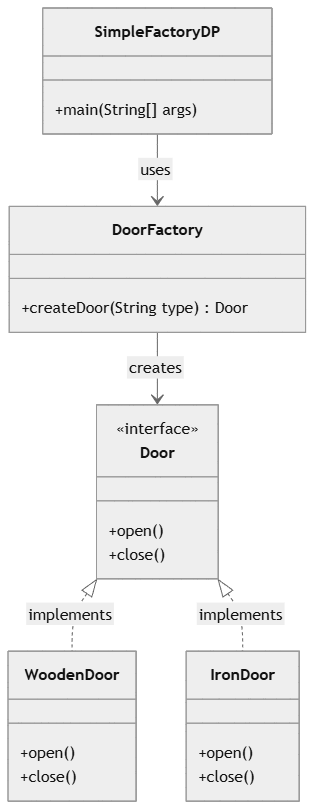 SimpleFactoryDP
+main(String[] args)
uses
DoorFactory
+createDoor(String type) : Door
creates
«interface»
Door
+open()
+close()
implements
implements
WoodenDoor
+open()
+close()
IronDoor
+open()
+close()